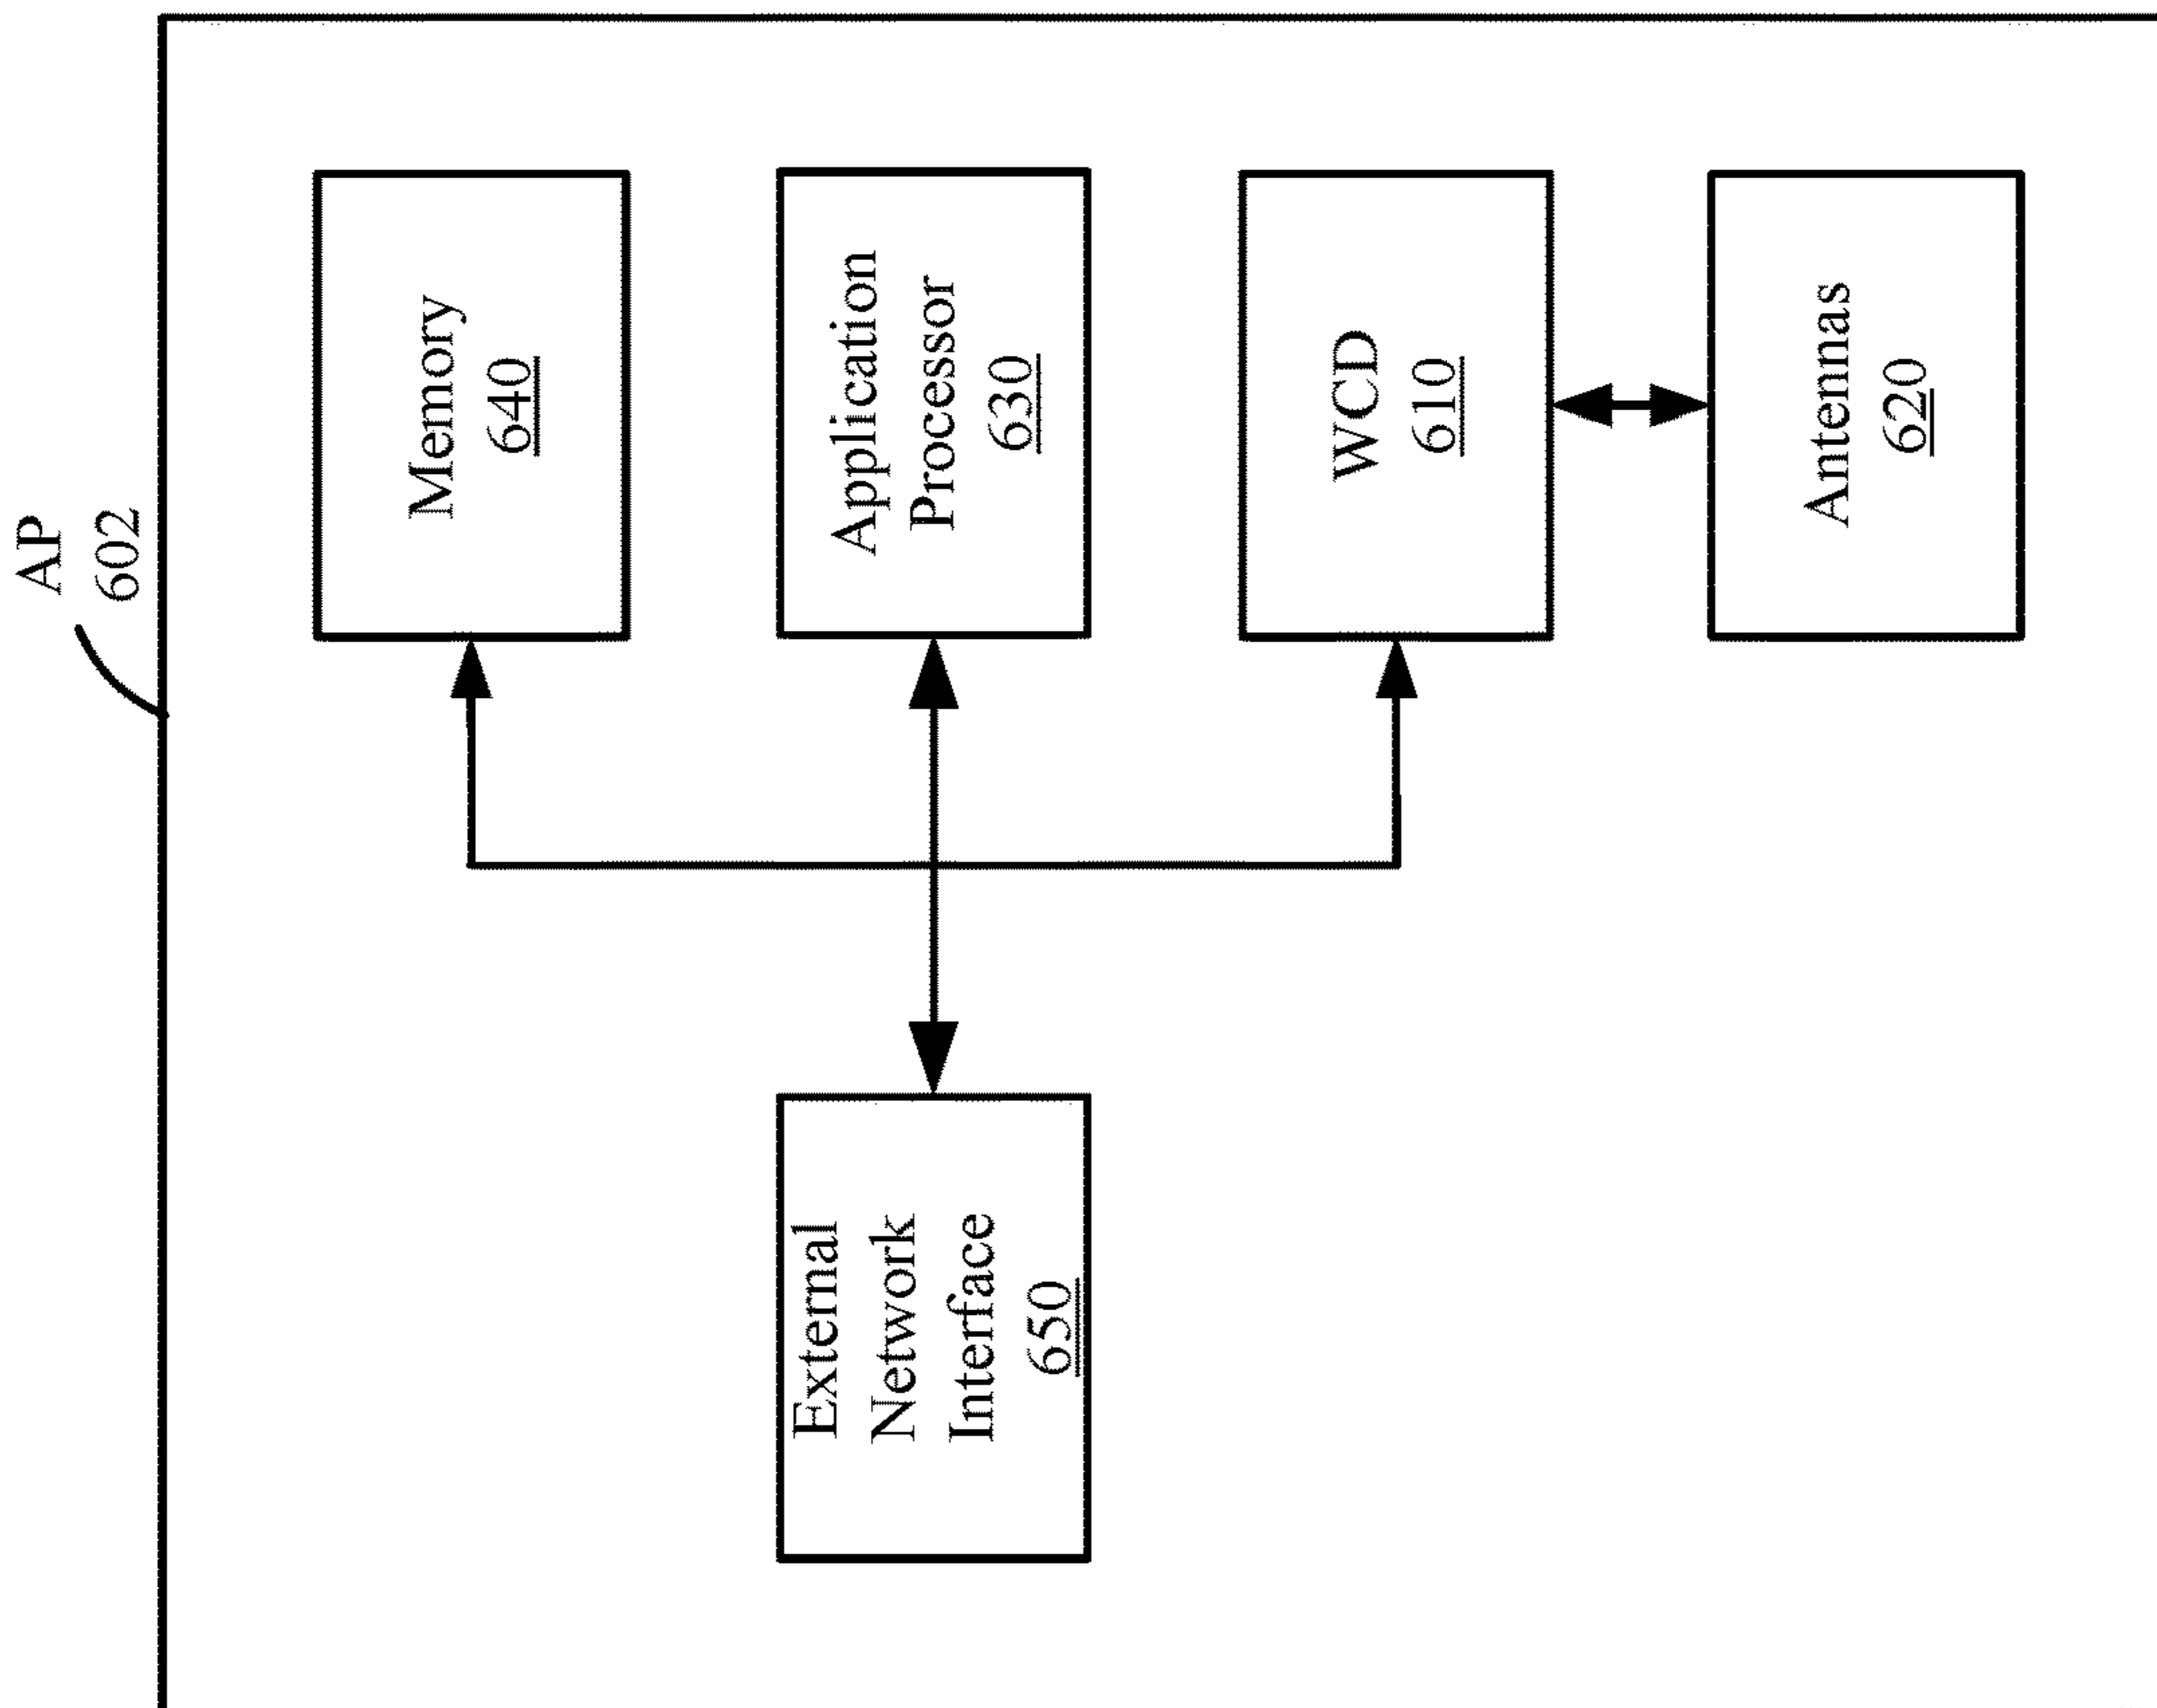 AP
602
Memory
640
Application
Processor
630
WCD
610
Antennas
620
External
Network
Interface
650